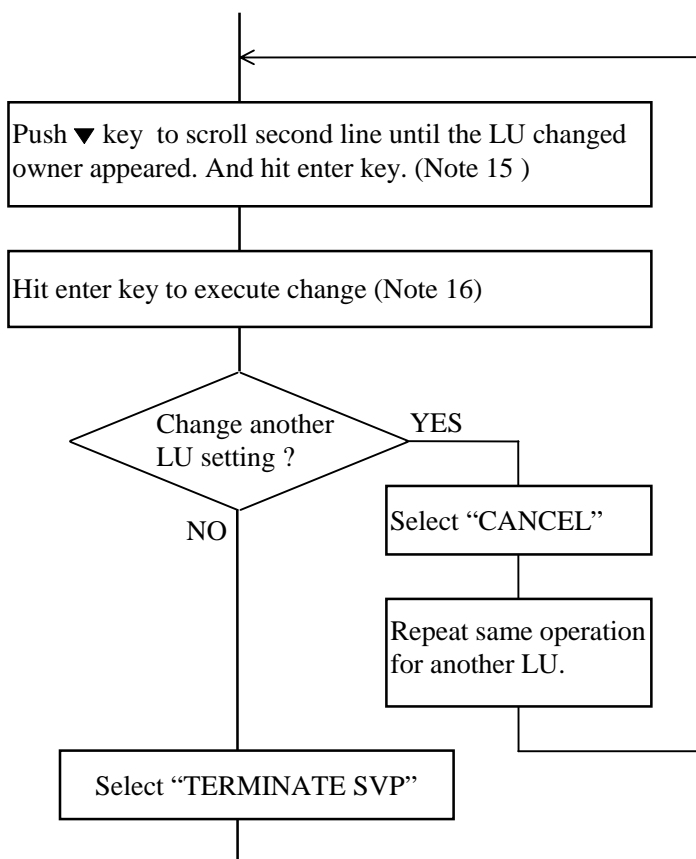 Push ▼ key to scroll second line until the LU changed
owner appeared. And hit enter key. (Note 15 )
Hit enter key to execute change (Note 16)
Change another
LU setting ?
YES
NO
Select “CANCEL”
Repeat same operation
for another LU.
Select “TERMINATE SVP”